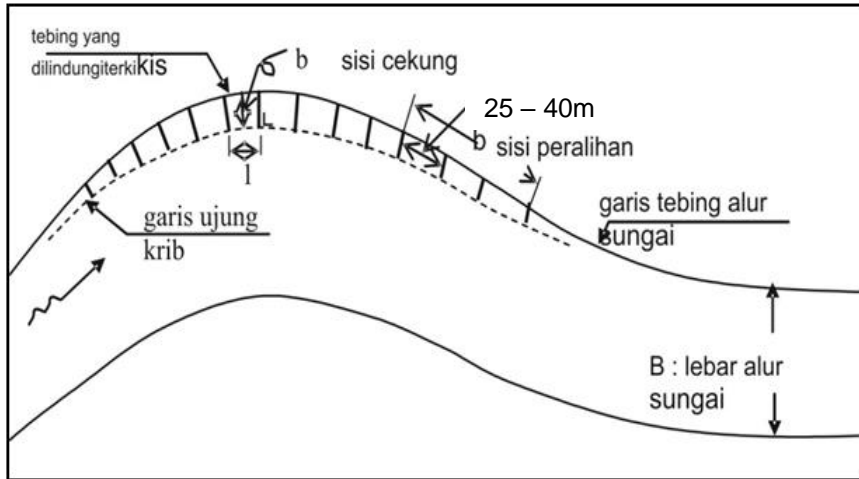 tebing yang
dilindungiterkikis
b
sisi cekung
25 – 40m
b
sisi peralihan
L
l
garis ujung
krib
garis tebing alur
sungai
B : lebar alur
sungai